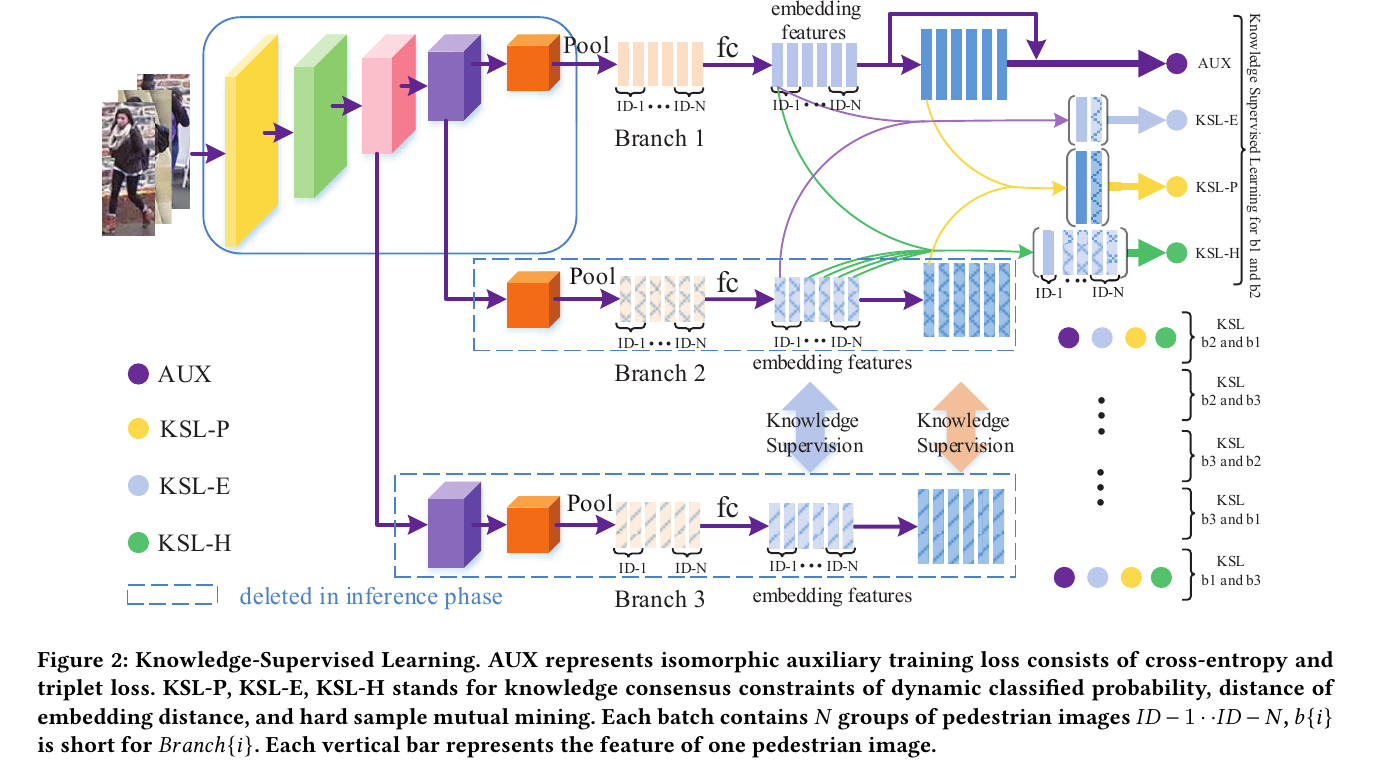 embedding
features
Pool
fc
ID-1 ••• ID-N
ID-1 ••• ID-N
Branch 1
AUX
KSL-E
KSL-P
KSL-H
ID-1 ••• ID-N
Knowledge Supervised Learning for b1 and b2
Pool
fc
ID-1 ••• ID-N
ID-1 ••• ID-N
Branch 2
embedding features
KSL
b2 and b1
KSL
b2 and b3
KSL
b3 and b2
KSL
b3 and b1
KSL
b1 and b3
Knowledge
Supervision
Knowledge
Supervision
AUX
KSL-P
KSL-E
KSL-H
deleted in inference phase
Pool
fc
ID-1 ID-N
ID-1 ••• ID-N
Branch 3
embedding features
Figure 2: Knowledge-Supervised Learning. AUX represents isomorphic auxiliary training loss consists of cross-entropy and
triplet loss. KSL-P, KSL-E, KSL-H stands for knowledge consensus constraints of dynamic classified probability, distance of
embedding distance, and hard sample mutual mining. Each batch contains N groups of pedestrian images ID − 1 · ·ID − N, b{i}
is short for Branch{i}. Each vertical bar represents the feature of one pedestrian image.